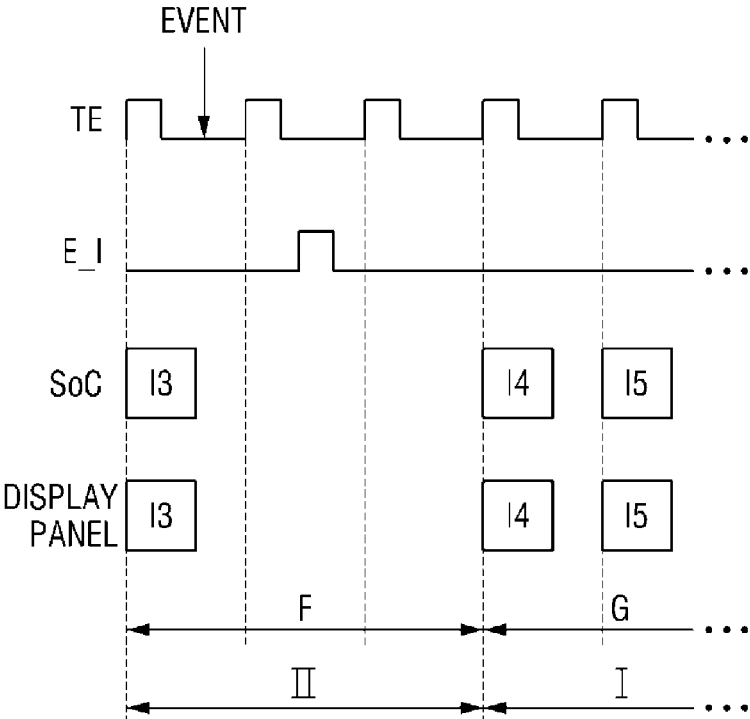 EVENT
TE
E_I
SoC I3 I4 I5
DISPLAY
PANEL I3 I4 I5
F G
II I